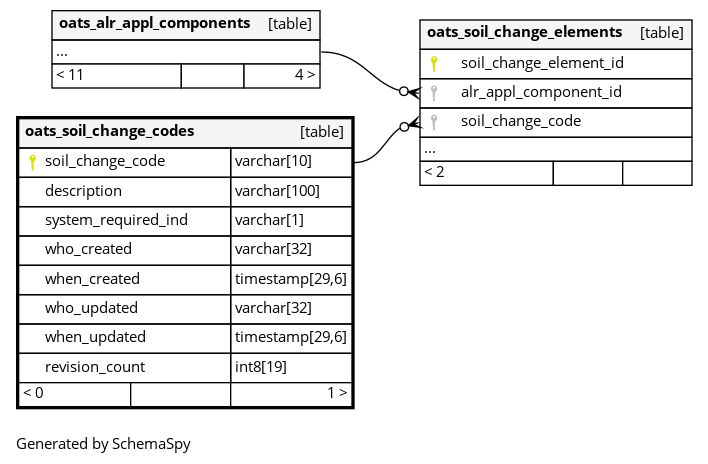 oats_alr_appl_components [table]
...
< 11 4 >
oats_soil_change_elements [table]
soil_change_element_id
alr_appl_component_id
soil_change_code
...
< 2
oats_soil_change_codes [table]
soil_change_code varchar[10]
description varchar[100]
system_required_ind varchar[1]
who_created varchar[32]
when_created timestamp[29,6]
who_updated varchar[32]
when_updated timestamp[29,6]
revision_count int8[19]
< 0 1 >
Generated by SchemaSpy